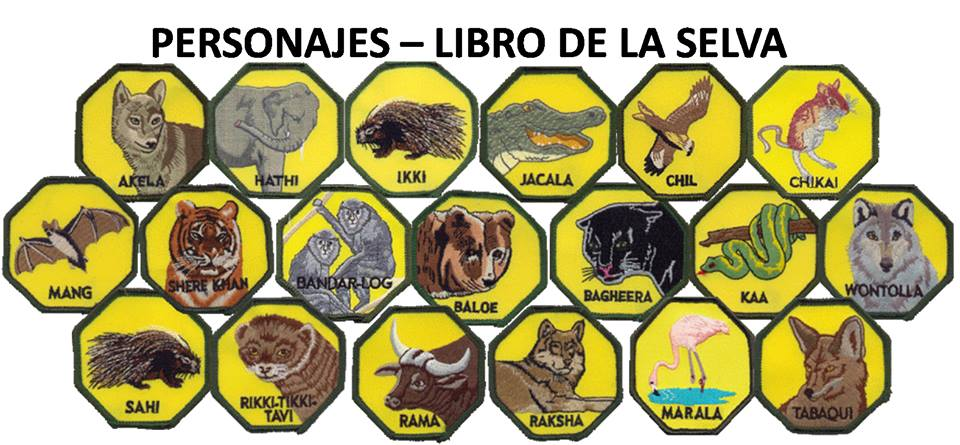 PERSONAJES – LIBRO DE LA SELVA
AKELA
HATHI
IKKI
JACALA
CHIL
CHIKAI
MANG
SHERE KHAN
BANDAR-LOG
BALOE
BAGHEERA
KAA
WONTOLLA
SAHI
RIKKI-TIKKI-
TAVI
RAMA
RAKSHA
MARALA
TABAQUI